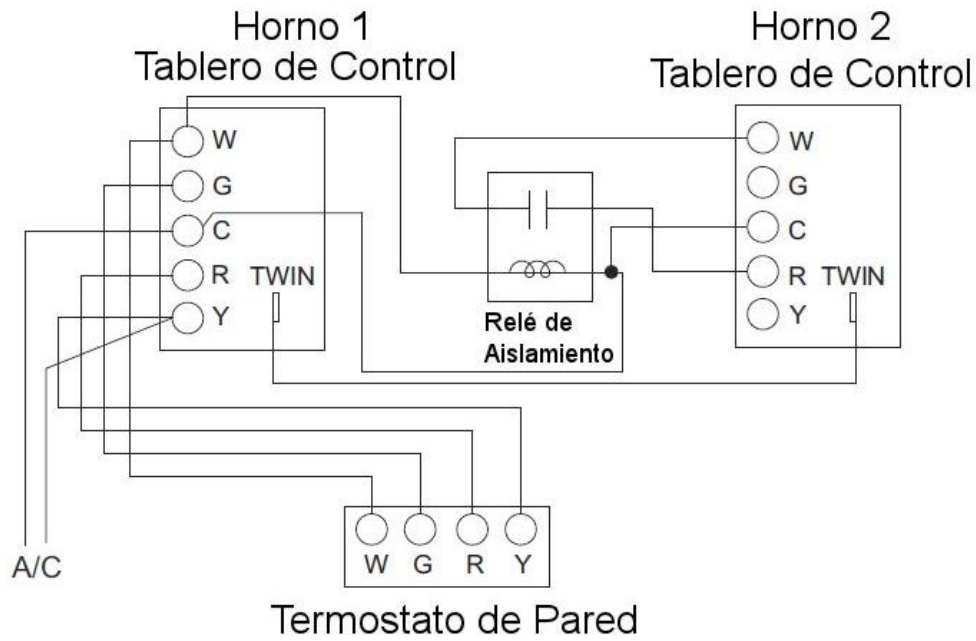 Horno 1
Tablero de Control
Horno 2
Tablero de Control
W
G
C
R TWIN
Y
W
G
C
R TWIN
Y
Relé de
Aislamiento
A/C
W G R Y
Termostato de Pared